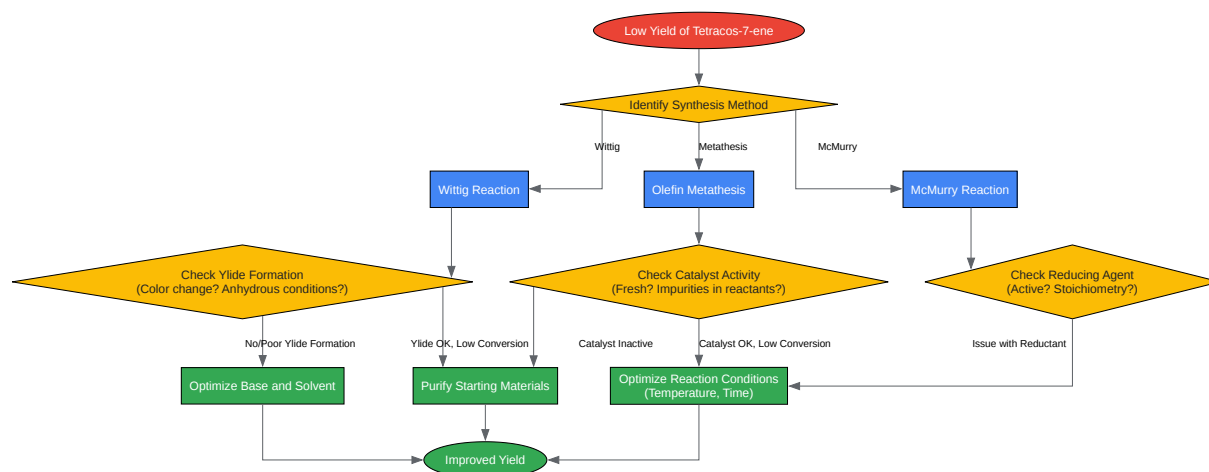 Low Yield of Tetracos-7-ene
Identify Synthesis Method
Wittig
Metathesis
McMurry
Wittig Reaction
Olefin Metathesis
McMurry Reaction
Check Ylide Formation
(Color change? Anhydrous conditions?)
Check Catalyst Activity
(Fresh? Impurities in reactants?)
Check Reducing Agent
(Active? Stoichiometry?)
No/Poor Ylide Formation
Ylide OK, Low Conversion
Catalyst Inactive
Catalyst OK, Low Conversion
Issue with Reductant
Optimize Base and Solvent
Purify Starting Materials
Optimize Reaction Conditions
(Temperature, Time)
Improved Yield